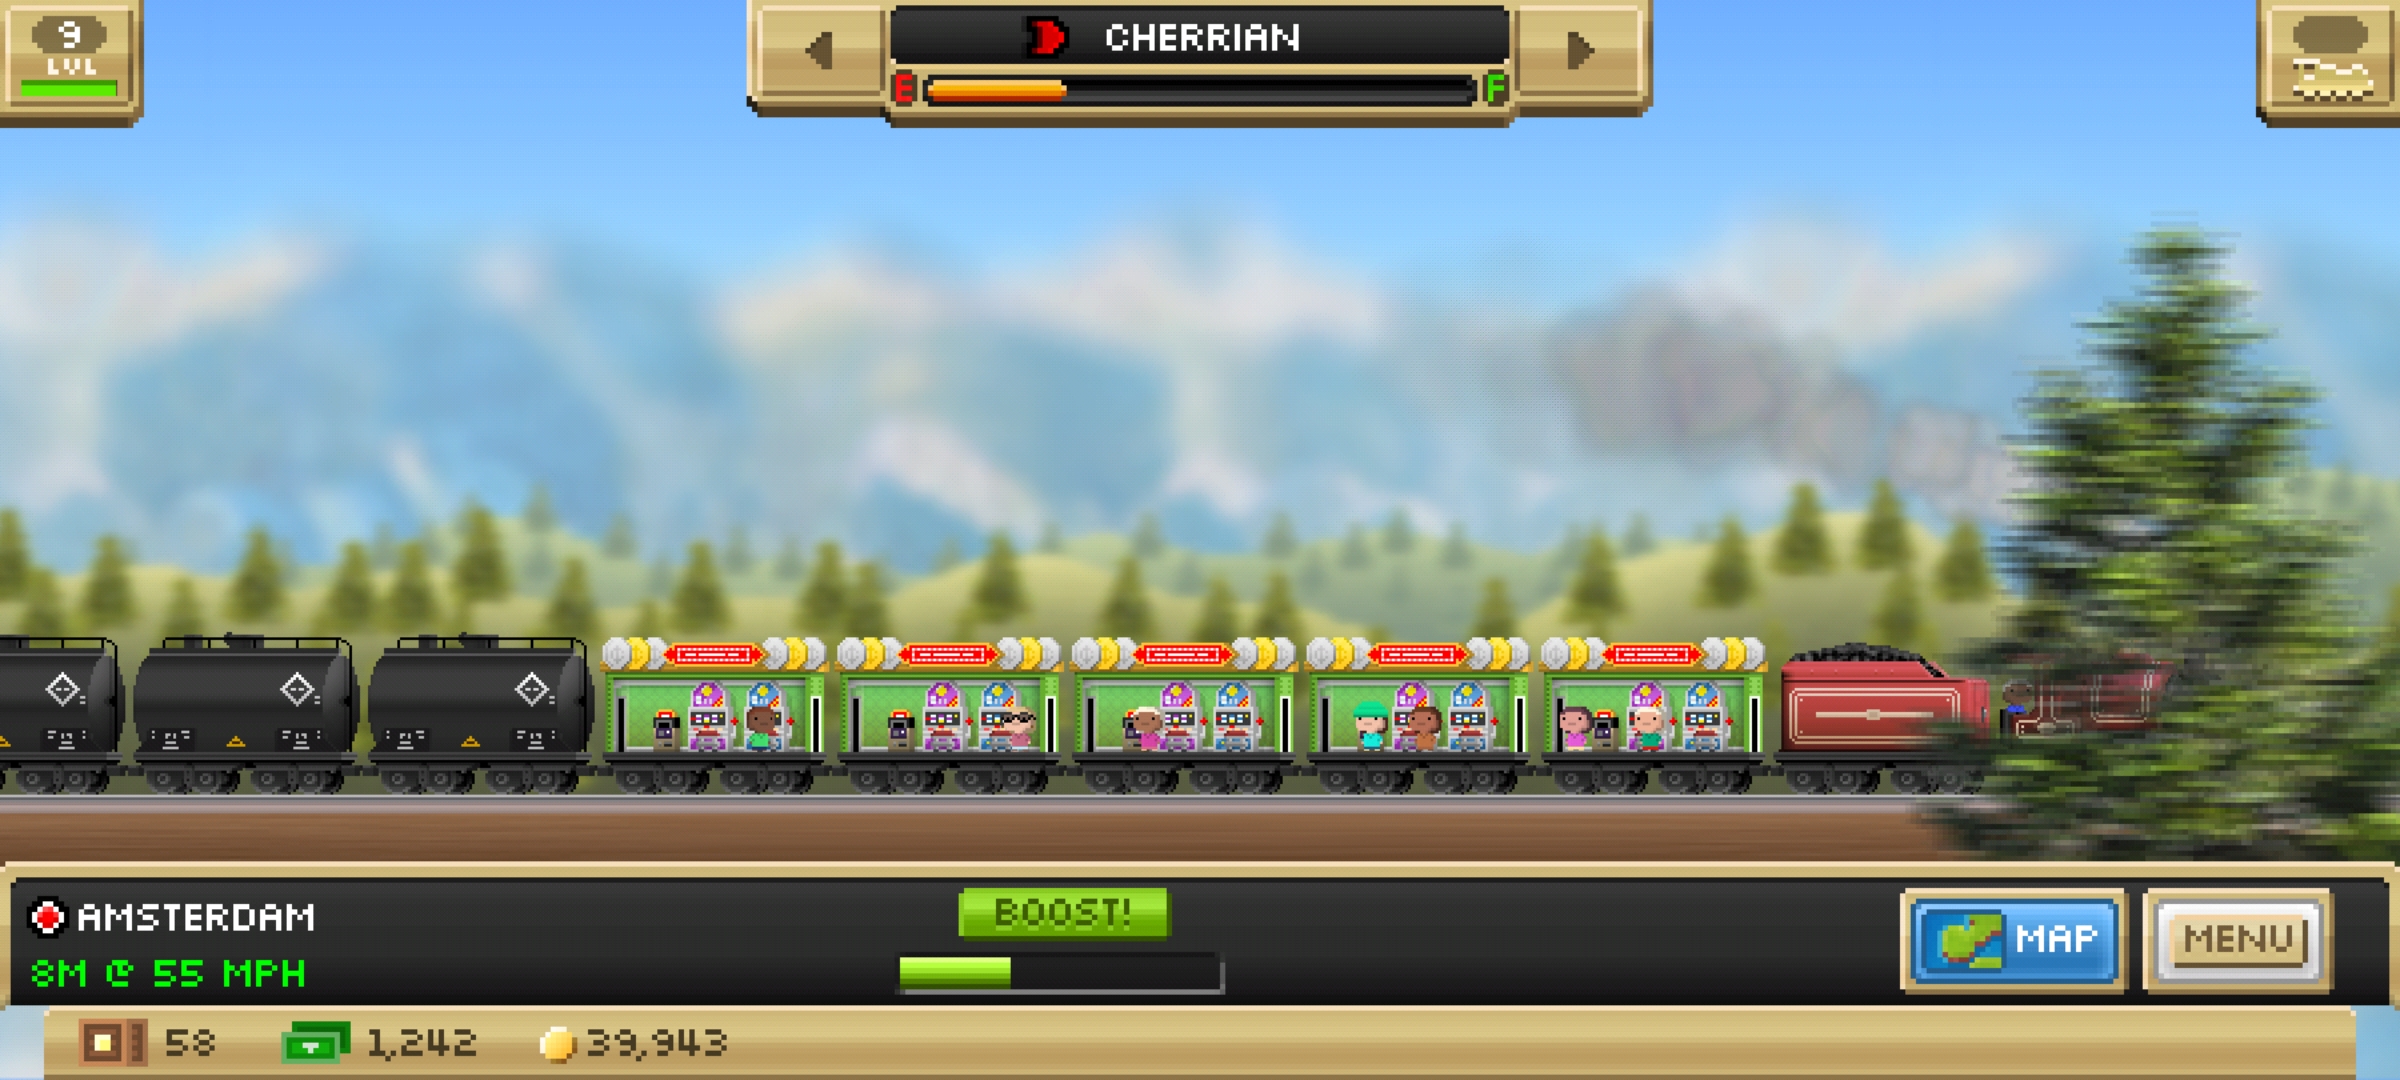 9
LVL
CHERRIAN
E F
AMSTERDAM
8M @ 55 MPH
BOOST!
MAP
MENU
58 1,242 39,943